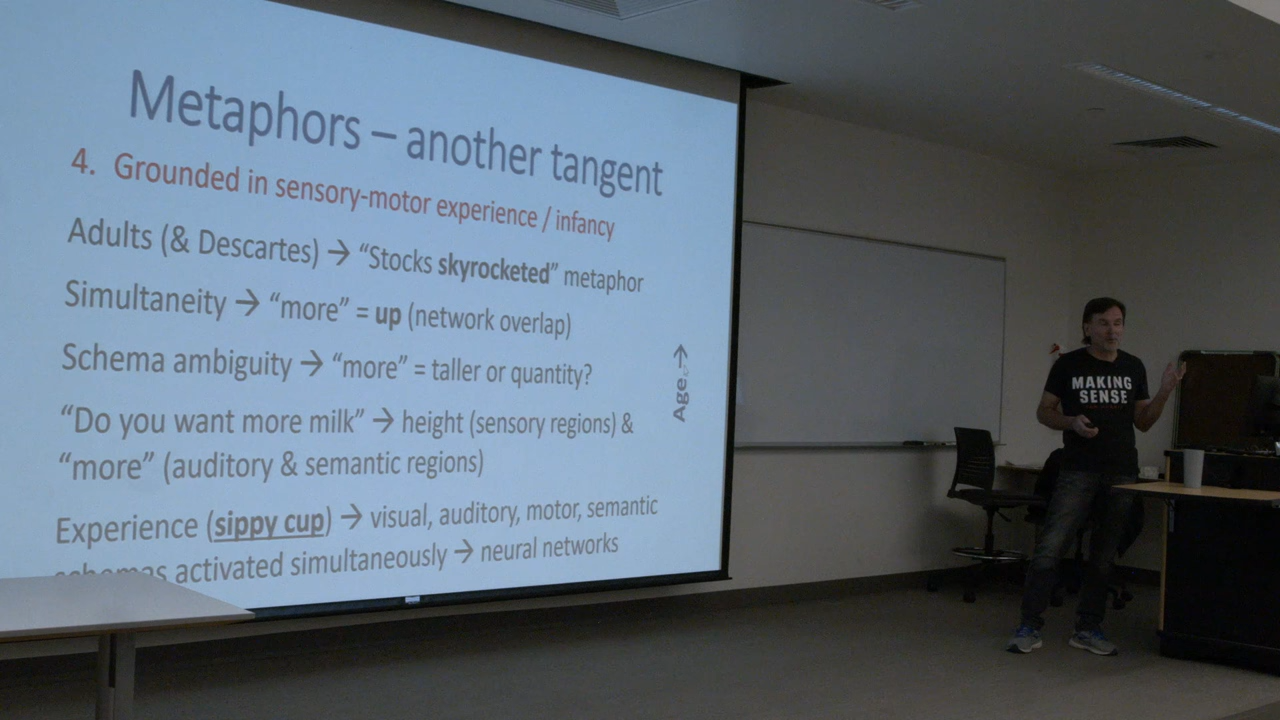 Metaphors – another tangent
4. Grounded in sensory-motor experience / infancy
Adults (& Descartes) → “Stocks skyrocketed” metaphor
Simultaneity → “more” = up (network overlap)
Schema ambiguity → “more” = taller or quantity?
“Do you want more milk” → height (sensory regions) &
“more” (auditory & semantic regions)
Experience (sippy cup) → visual, auditory, motor, semantic
schemas activated simultaneously → neural networks
Age →
MAKING
SENSE